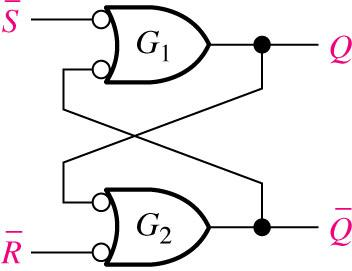 S̅ G₁ Q
R̅ G₂ Q̅